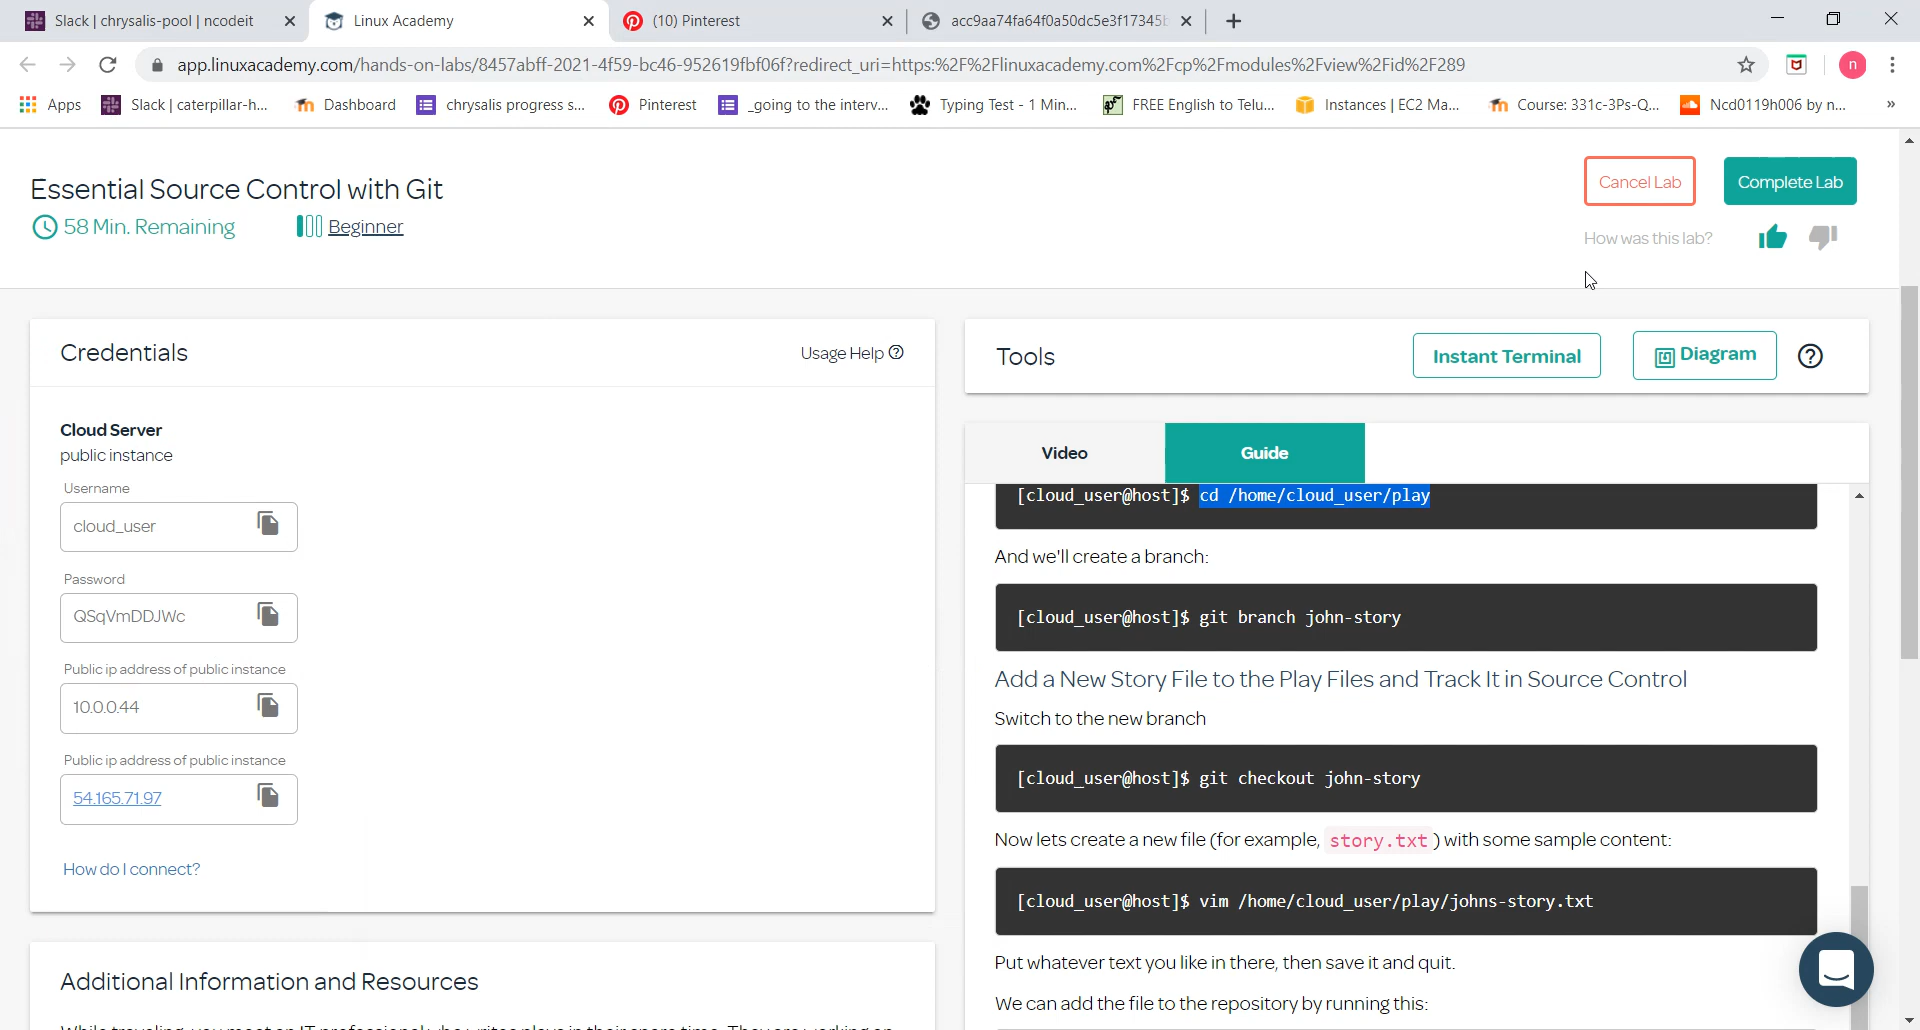 Slack | chrysalis-pool | ncodeit
Linux Academy
(10) Pinterest
acc9aa74fa64f0a50dc5e3f17345b
app.linuxacademy.com/hands-on-labs/8457abff-2021-4f59-bc46-952619fbf06f?redirect_uri=https:%2F%2Flinuxacademy.com%2Fcp%2Fmodules%2Fview%2Fid%2F289
n
Apps
Slack | caterpillar-h...
Dashboard
chrysalis progress s...
Pinterest
_going to the interv...
Typing Test - 1 Min...
FREE English to Telu...
Instances | EC2 Ma...
Course: 331c-3Ps-Q...
Ncd0119h006 by n...
»
Essential Source Control with Git
58 Min. Remaining
Beginner
Cancel Lab
Complete Lab
How was this lab?
Credentials
Usage Help
Cloud Server
public instance
Username
cloud_user
Password
QSqVmDDJWc
Public ip address of public instance
10.0.0.44
Public ip address of public instance
54.165.71.97
How do I connect?
Additional Information and Resources
Tools
Instant Terminal
Diagram
Video
Guide
[cloud_user@host]$ cd /home/cloud_user/play
And we'll create a branch:
[cloud_user@host]$ git branch john-story
Add a New Story File to the Play Files and Track It in Source Control
Switch to the new branch
[cloud_user@host]$ git checkout john-story
Now lets create a new file (for example, story.txt) with some sample content:
[cloud_user@host]$ vim /home/cloud_user/play/johns-story.txt
Put whatever text you like in there, then save it and quit.
We can add the file to the repository by running this: